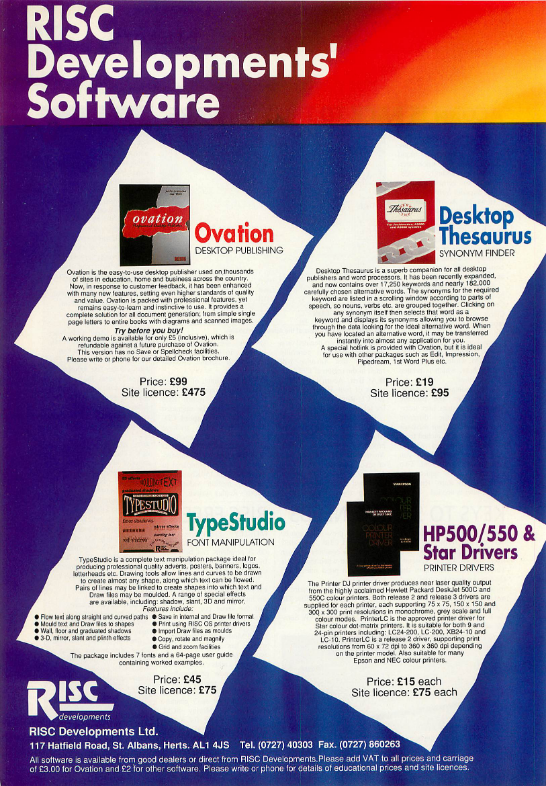 RISC
Developments'
Software
ovation
Ovation
DESKTOP PUBLISHING
Ovation is the easy-to-use desktop publisher used on thousands
of sites in education, home and business across the country.
Now, in response to customer feedback, it has been enhanced
with many new features, setting even higher standards of quality
and value. Ovation is packed with professional features, yet
remains easy to learn and instinctive to use. It provides a
complete solution for all document generation; from simple single
page letters to entire books with diagrams and scanned images.
Try before you buy!
A working demo is available for only £5 (inclusive), which is
refundable against a future purchase of Ovation.
This version has no Save or Spellcheck facilities.
Please write or phone for our detailed Ovation brochure.
Price: £99
Site licence: £475
Thesaurus
Desktop
Thesaurus
SYNONYM FINDER
Desktop Thesaurus is a superb companion for all desktop
publishers and word processors. It has been recently expanded,
and now contains over 17,250 keywords and nearly 182,000
carefully chosen alternative words. The synonyms for the required
keyword are listed in a scrolling window according to parts of
speech, so nouns, verbs etc. are grouped together. Clicking on
any synonym itself then selects that word as a
keyword and displays its synonyms allowing you to browse
through the data looking for the ideal alternative word. When
you have located an alternative word, it may be transferred
instantly into almost any application for you.
A special hotlink is provided with Ovation, but it is ideal
for use with other packages such as Edit, Impression,
Pipedream, 1st Word Plus etc.
Price: £19
Site licence: £95
TYPESTUDIO
RISC
TypeStudio
FONT MANIPULATION
TypeStudio is a complete text manipulation package ideal for
producing professional quality adverts, posters, banners, logos,
letterheads etc. Drawing tools allow lines and curves to be drawn
to create almost any shape, along which text can be flowed.
Pairs of lines may be linked to create shapes into which text and
Draw files may be moulded. A range of special effects
are available, including: shadow, slant, 3D and mirror.
Features include:
● Flow text along straight and curved paths ● Save in internal and Draw file format
● Mould text and Draw files to shapes ● Print using RISC OS printer drivers
● Wall, floor and graduated shadows ● Import Draw files as moulds
● 3-D, mirror, slant and plinth effects ● Copy, rotate and magnify
● Grid and zoom facilities
The package includes 7 fonts and a 64-page user guide
containing worked examples.
Price: £45
Site licence: £75
COLOUR
PRINTER
DRIVER
HP500/550 &
Star Drivers
PRINTER DRIVERS
The Printer DJ printer driver produces near laser quality output
from the highly acclaimed Hewlett Packard DeskJet 500C and
550C colour printers. Both release 2 and release 3 drivers are
supplied for each printer, each supporting 75 x 75, 150 x 150 and
300 x 300 print resolutions in monochrome, grey scale and full
colour modes. PrinterLC is the approved printer driver for
Star colour dot-matrix printers. It is suitable for both 9 and
24-pin printers including: LC24-200, LC-200, XB24-10 and
LC-10. PrinterLC is a release 2 driver, supporting print
resolutions from 60 x 72 dpi to 360 x 360 dpi depending
on the printer model. Also suitable for many
Epson and NEC colour printers.
Price: £15 each
Site licence: £75 each
RISC
developments
RISC Developments Ltd.
117 Hatfield Road, St. Albans, Herts. AL1 4JS Tel. (0727) 40303 Fax. (0727) 860263
All software is available from good dealers or direct from RISC Developments.Please add VAT to all prices and carriage
of £3.00 for Ovation and £2 for other software. Please write or phone for details of educational prices and site licences.